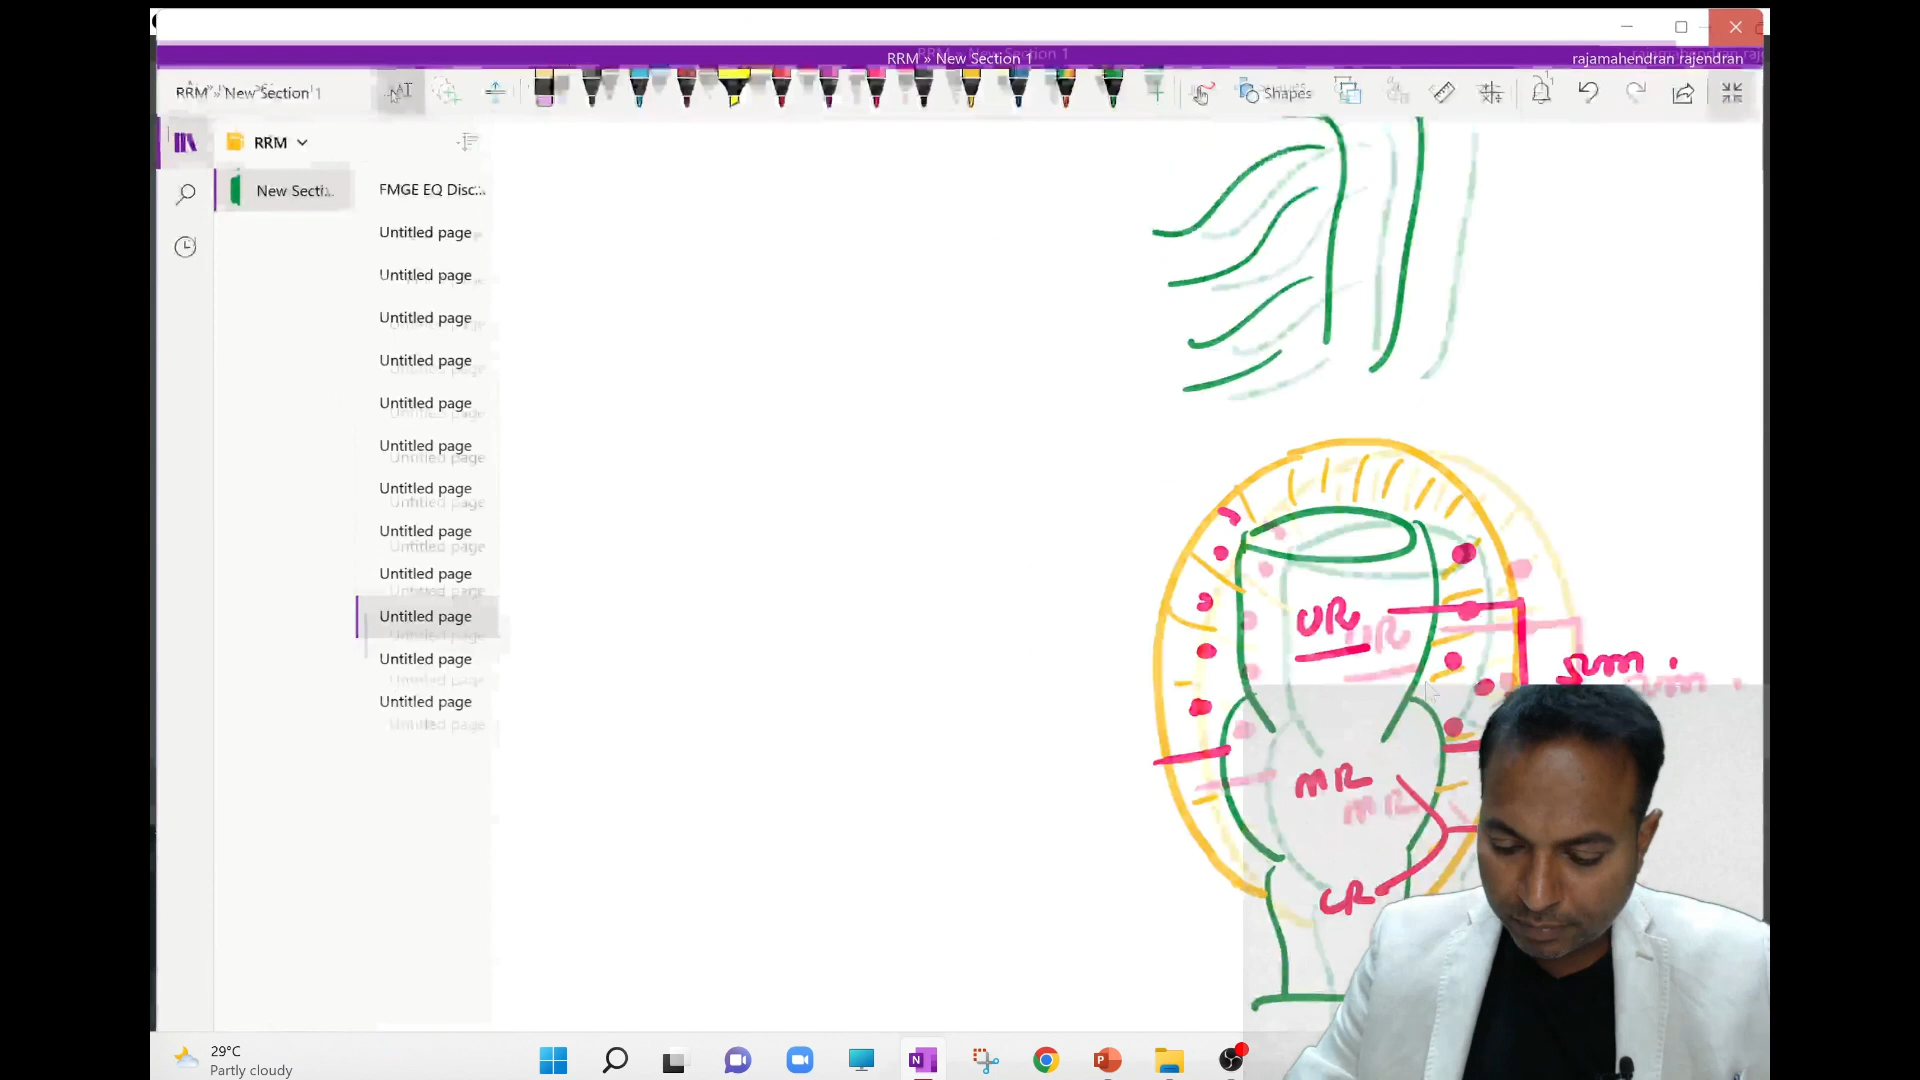 RRM » New Section 1
rajamahendran rajendran
RRM » New Section 1
Shapes
RRM
New Secti...
FMGE EQ Disc...
Untitled page
Untitled page
Untitled page
Untitled page
Untitled page
Untitled page
Untitled page
Untitled page
Untitled page
Untitled page
Untitled page
Untitled page
UR
MR
LR
29°C
Partly cloudy